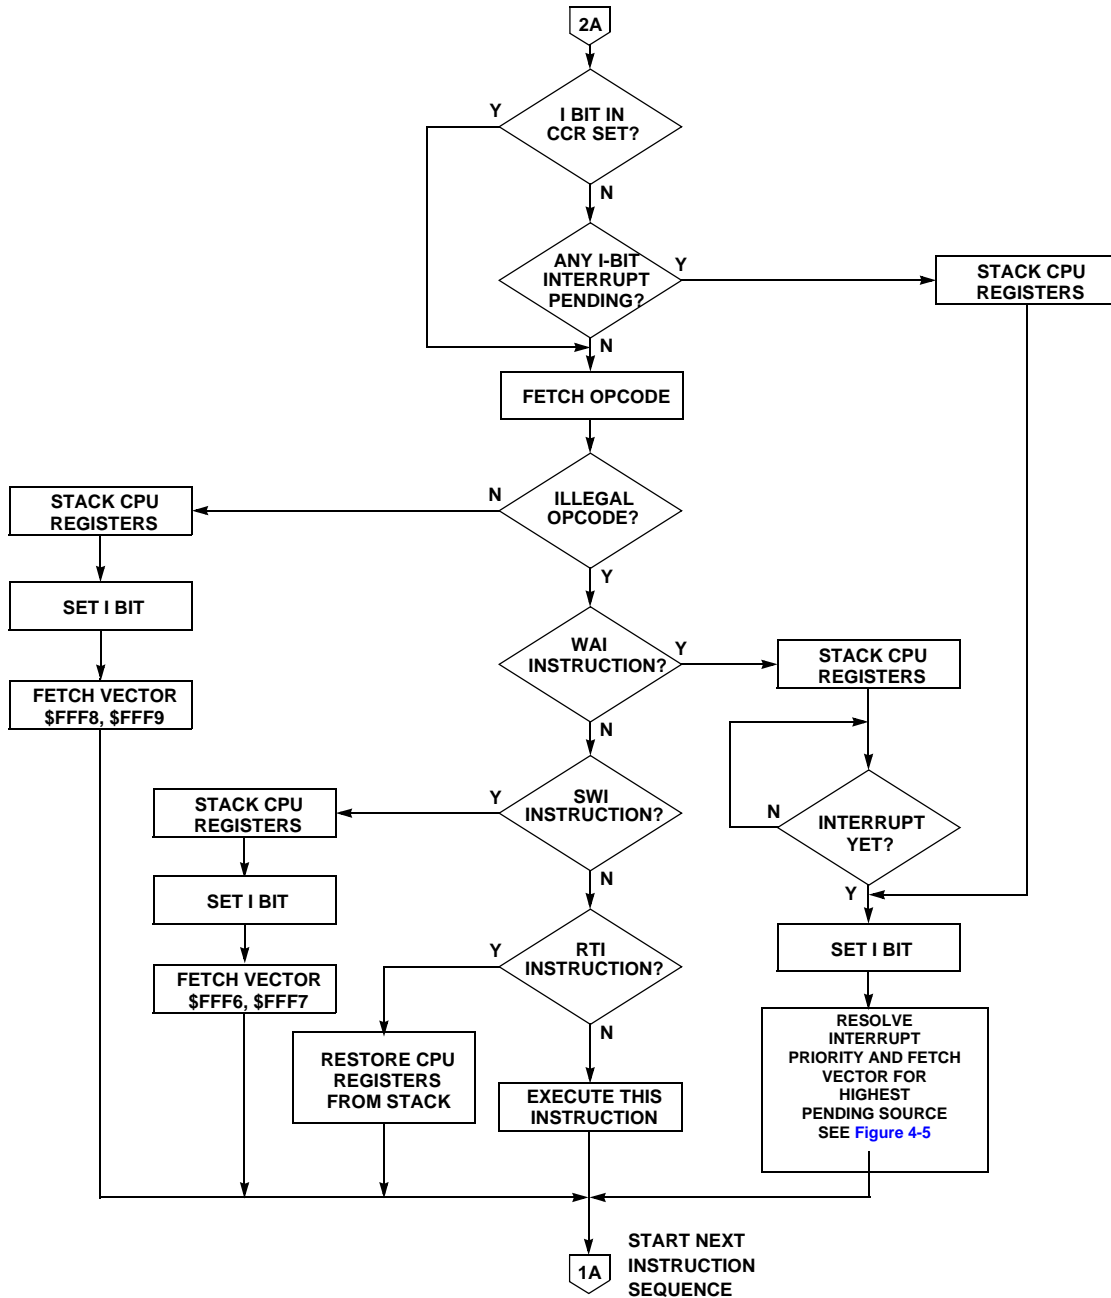 2A
I BIT IN
CCR SET?
Y
N
ANY I-BIT
INTERRUPT
PENDING?
Y
N
STACK CPU
REGISTERS
FETCH OPCODE
ILLEGAL
OPCODE?
N
Y
STACK CPU
REGISTERS
SET I BIT
FETCH VECTOR
$FFF8, $FFF9
WAI
INSTRUCTION?
Y
N
STACK CPU
REGISTERS
INTERRUPT
YET?
N
Y
SWI
INSTRUCTION?
Y
N
STACK CPU
REGISTERS
SET I BIT
FETCH VECTOR
$FFF6, $FFF7
RTI
INSTRUCTION?
Y
N
RESTORE CPU
REGISTERS
FROM STACK
EXECUTE THIS
INSTRUCTION
SET I BIT
RESOLVE
INTERRUPT
PRIORITY AND FETCH
VECTOR FOR
HIGHEST
PENDING SOURCE
SEE Figure 4-5
1A
START NEXT
INSTRUCTION
SEQUENCE